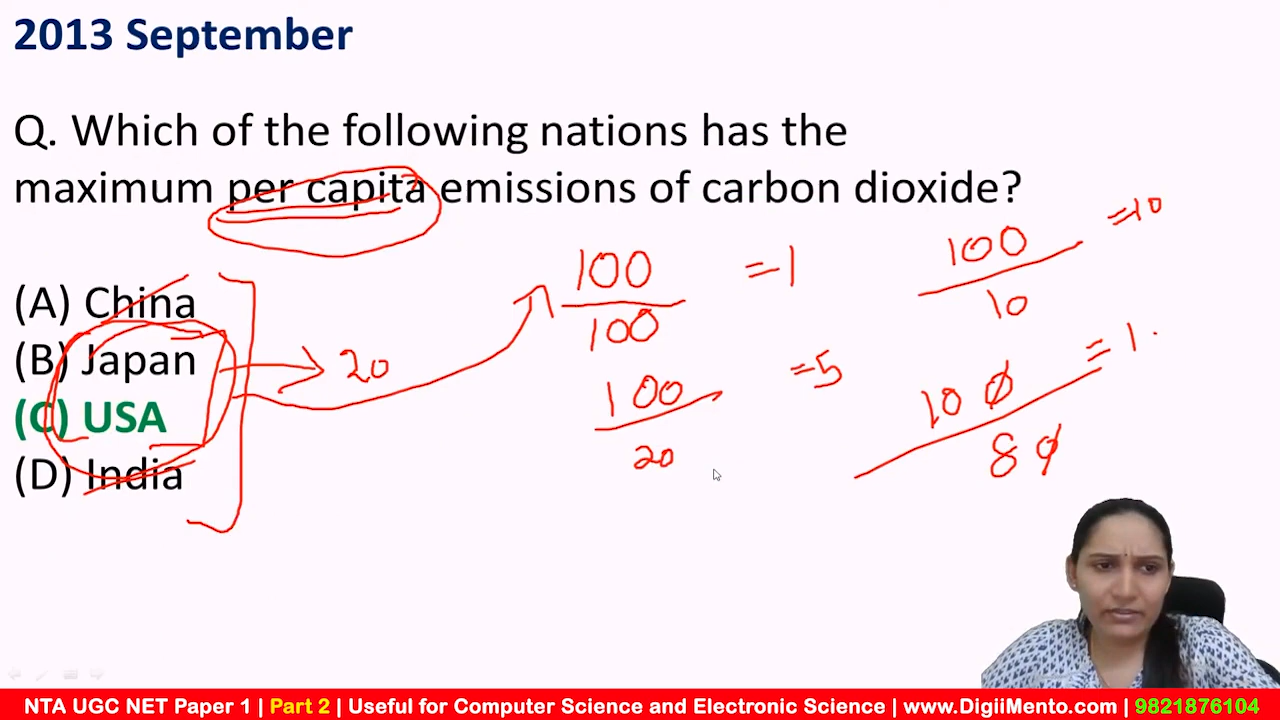 2013 September
Q. Which of the following nations has the
maximum per capita emissions of carbon dioxide?
(A) China
(B) Japan
(C) USA
(D) India
20
100
100
=1
100
20
=5
100
10
=10
100
80
=1.
NTA UGC NET Paper 1 | Part 2 | Useful for Computer Science and Electronic Science | www.DigiiMento.com | 9821876104